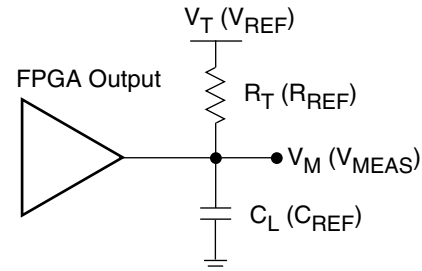 V_T (V_REF)
FPGA Output
R_T (R_REF)
V_M (V_MEAS)
C_L (C_REF)